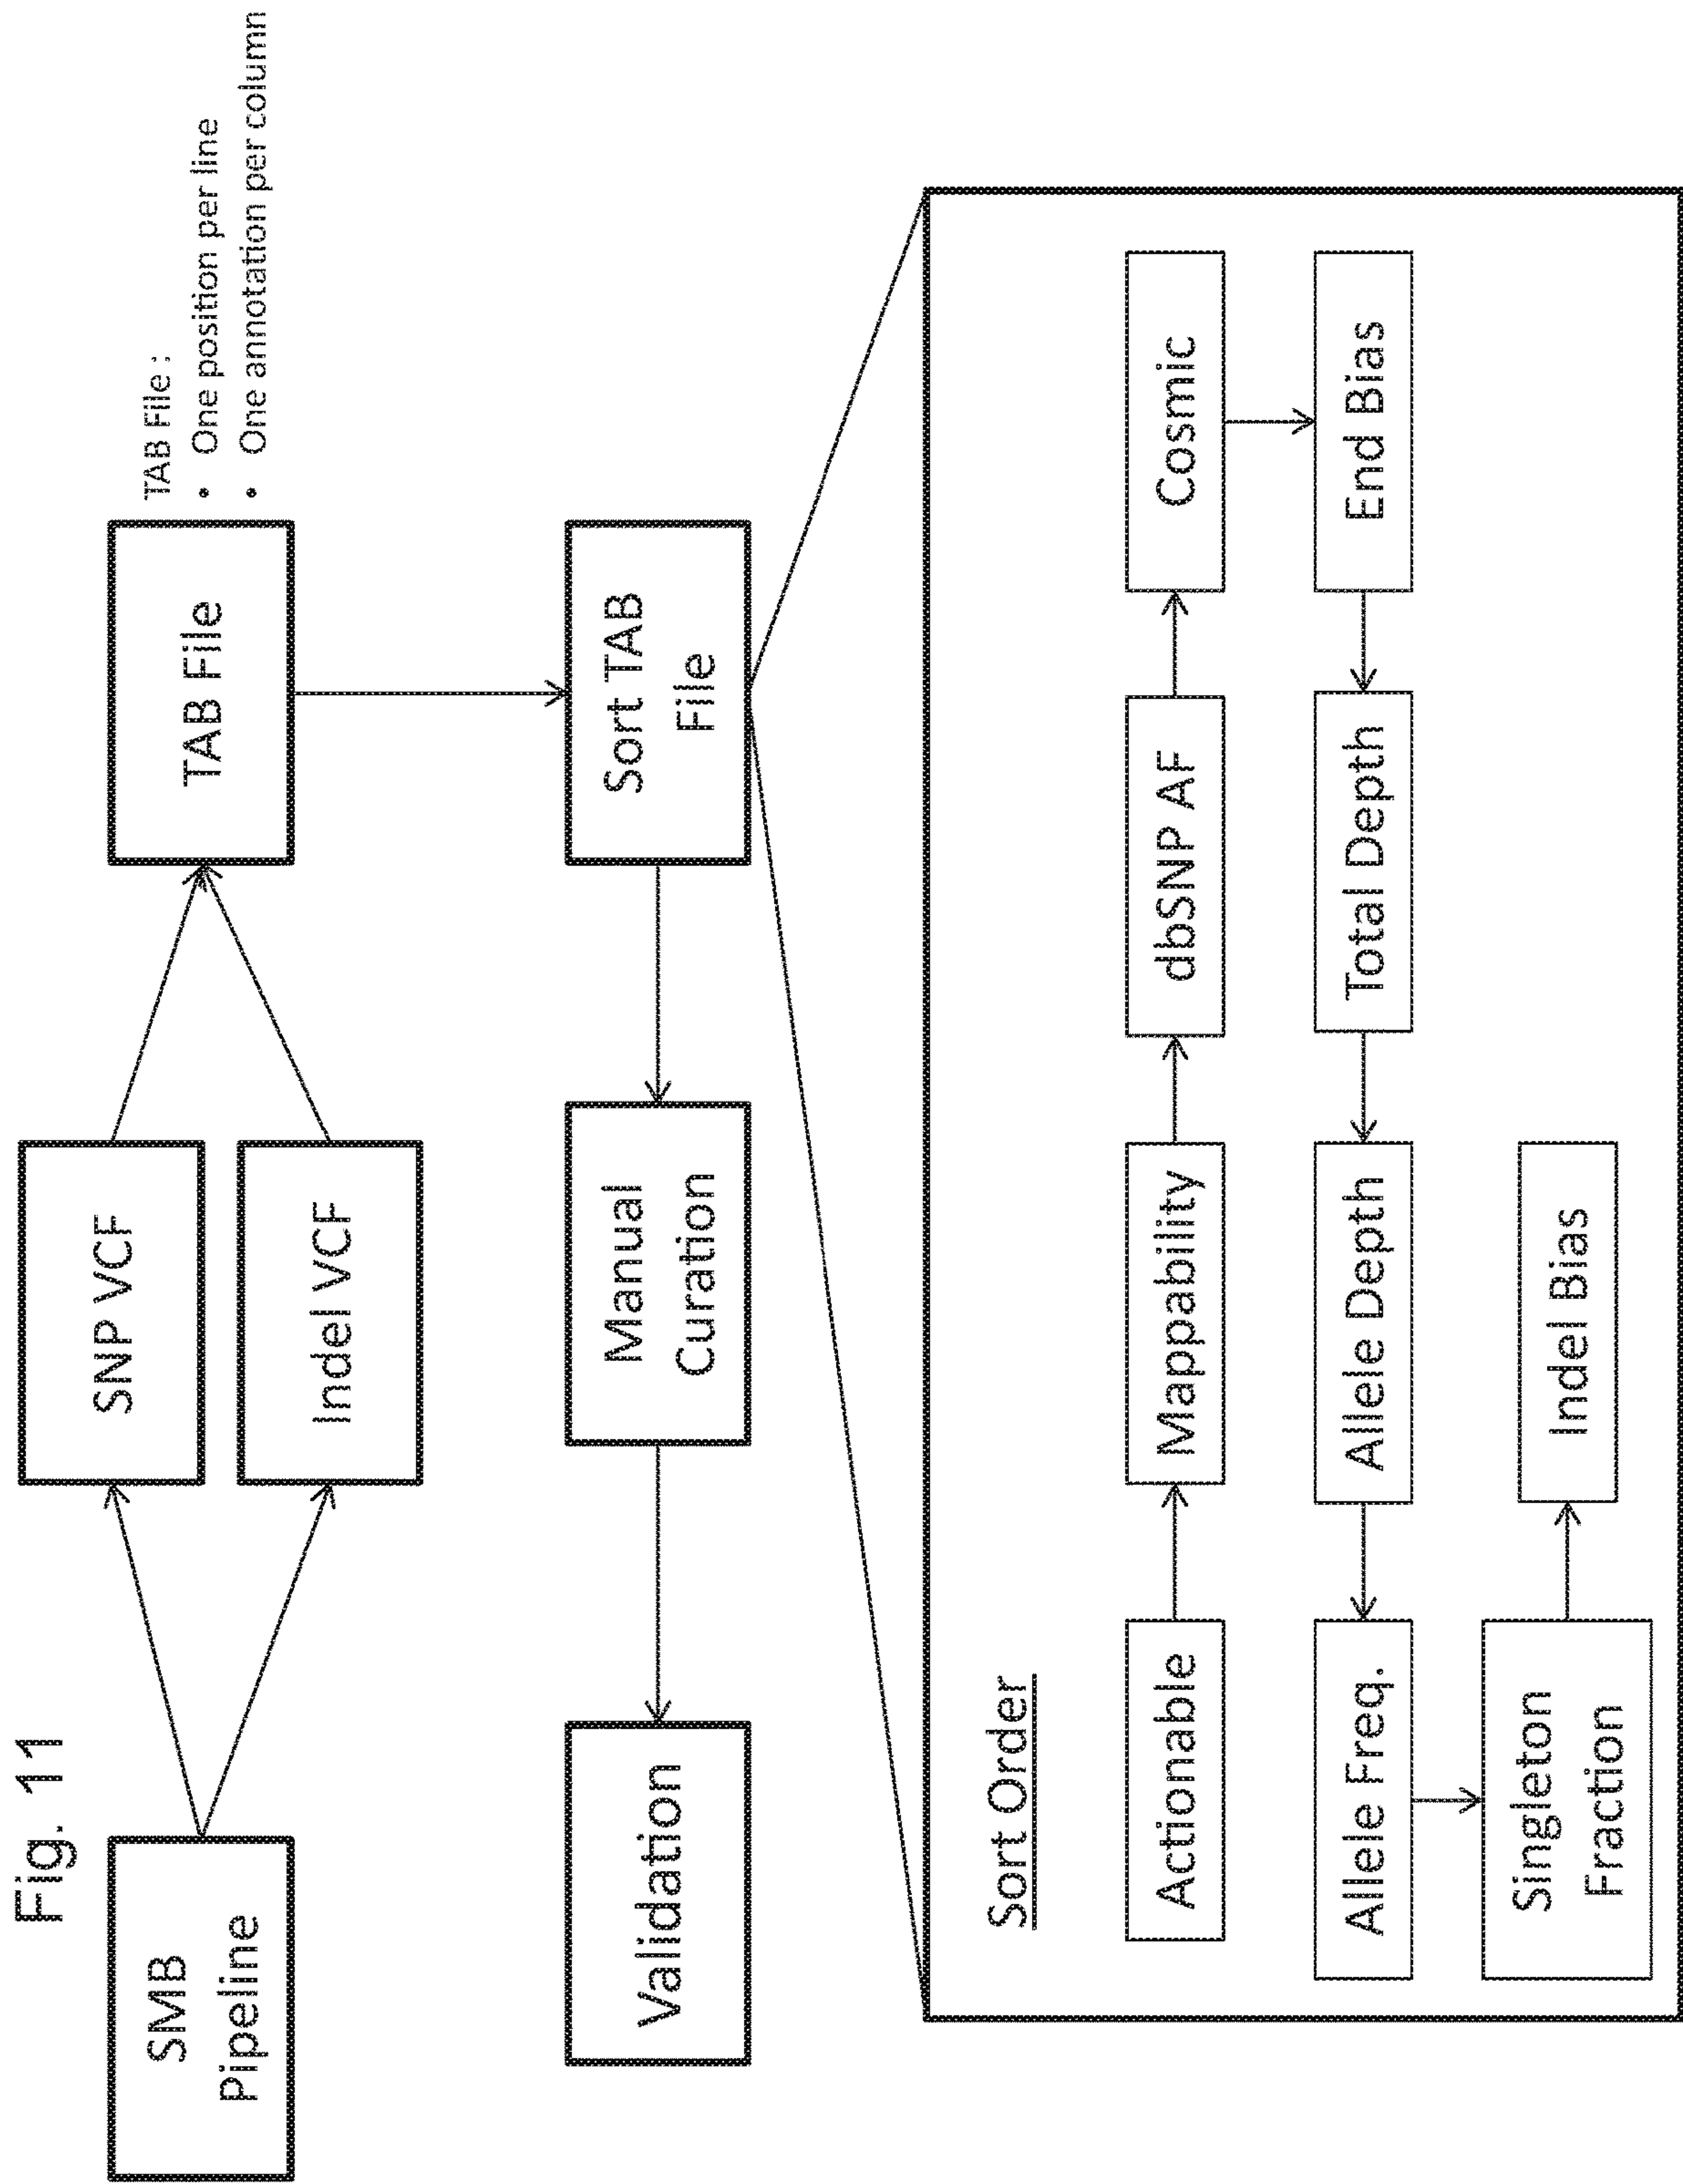 Fig. 11
SMB
Pipeline
SNP VCF
Indel VCF
TAB File
TAB File :
• One position per line
• One annotation per column
Sort TAB
File
Manual
Curation
Validation
Sort Order
Actionable
Mappability
dbSNP AF
Cosmic
End Bias
Total Depth
Allele Depth
Allele Freq.
Singleton
Fraction
Indel Bias